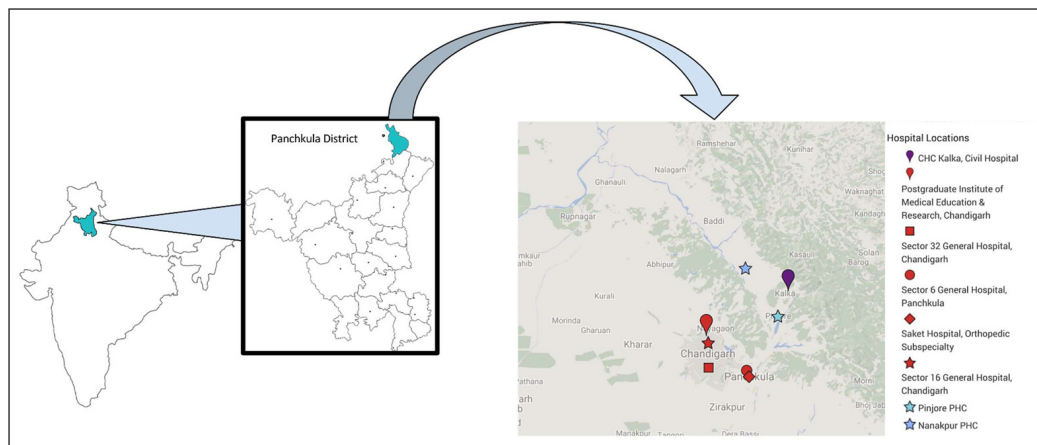 Panchkula District
Ramshehar
Kunihar
Nalagarh
Ghanauli
Rupnagar
Baddi
Solan
Kasauli
Barog
Abhipur
Kalka
Kurali
Morinda
Gharuan
Kharar
Chandigarh
Zirakpur
Manakpur
Dera Bassi
Hospital Locations
CHC Kalka, Civil Hospital
Postgraduate Institute of
Medical Education &
Research, Chandigarh
Sector 32 General Hospital,
Chandigarh
Sector 6 General Hospital,
Panchkula
Saket Hospital, Orthopedic
Subspecialty
Sector 16 General Hospital,
Chandigarh
Pinjore PHC
Nanakpur PHC